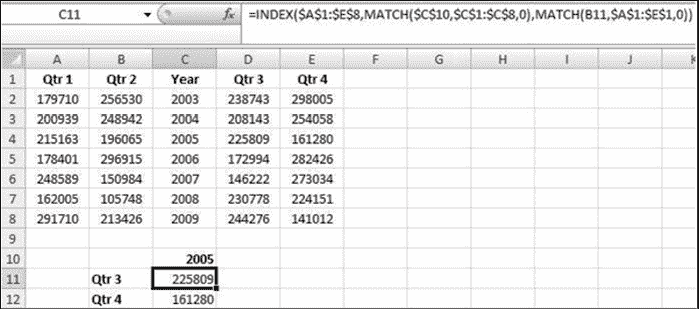 C11 fx =INDEX($A$1:$E$8,MATCH($C$10,$C$1:$C$8,0),MATCH(B11,$A$1:$E$1,0))
A B C D E F G H I J K
1 Qtr 1 Qtr 2 Year Qtr 3 Qtr 4
2 179710 256530 2003 238743 298005
3 200939 248942 2004 208143 254058
4 215163 196065 2005 225809 161280
5 178401 296915 2006 172994 282426
6 248589 150984 2007 146222 273034
7 162005 105748 2008 230778 224151
8 291710 213426 2009 244276 141012
9
10 2005
11 Qtr 3 225809
12 Qtr 4 161280